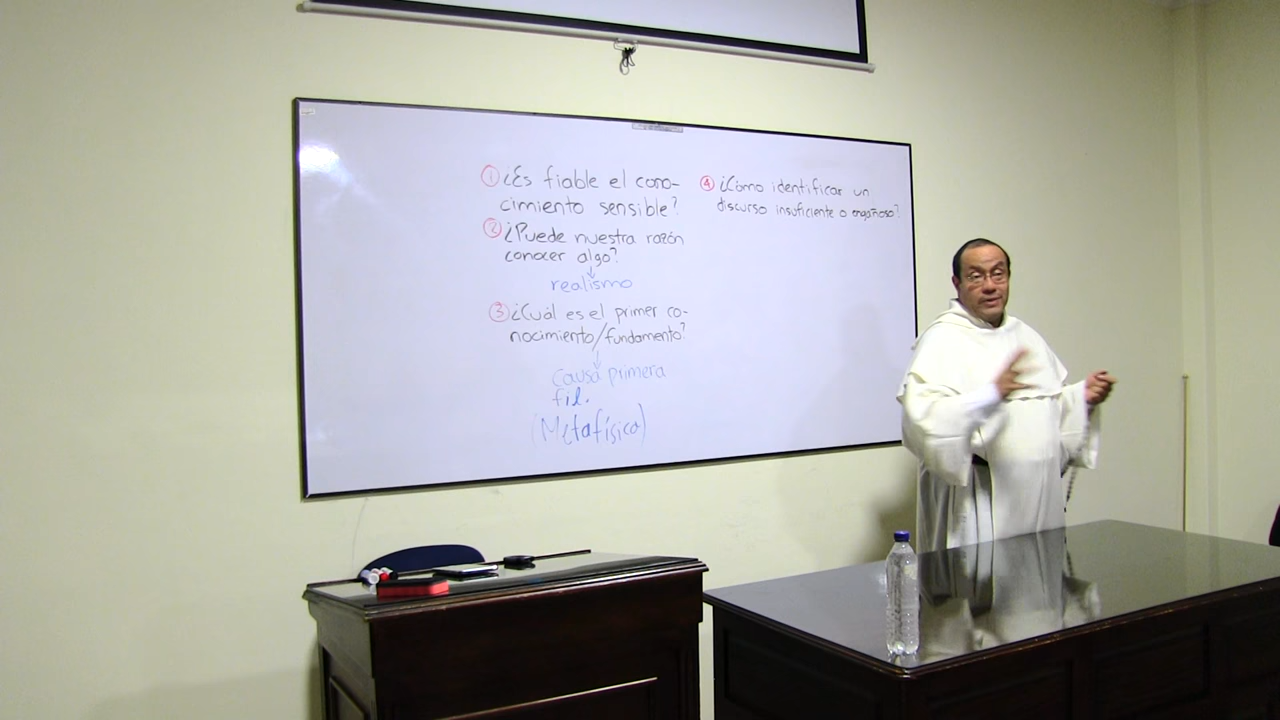 ① ¿Es fiable el cono-
cimiento sensible?
② ¿Puede nuestra razón
conocer algo?
realismo
③ ¿Cuál es el primer co-
nocimiento/fundamento?
causa primera
fil.
(Metafísica)
④ ¿Cómo identificar un
discurso insuficiente o engañoso?